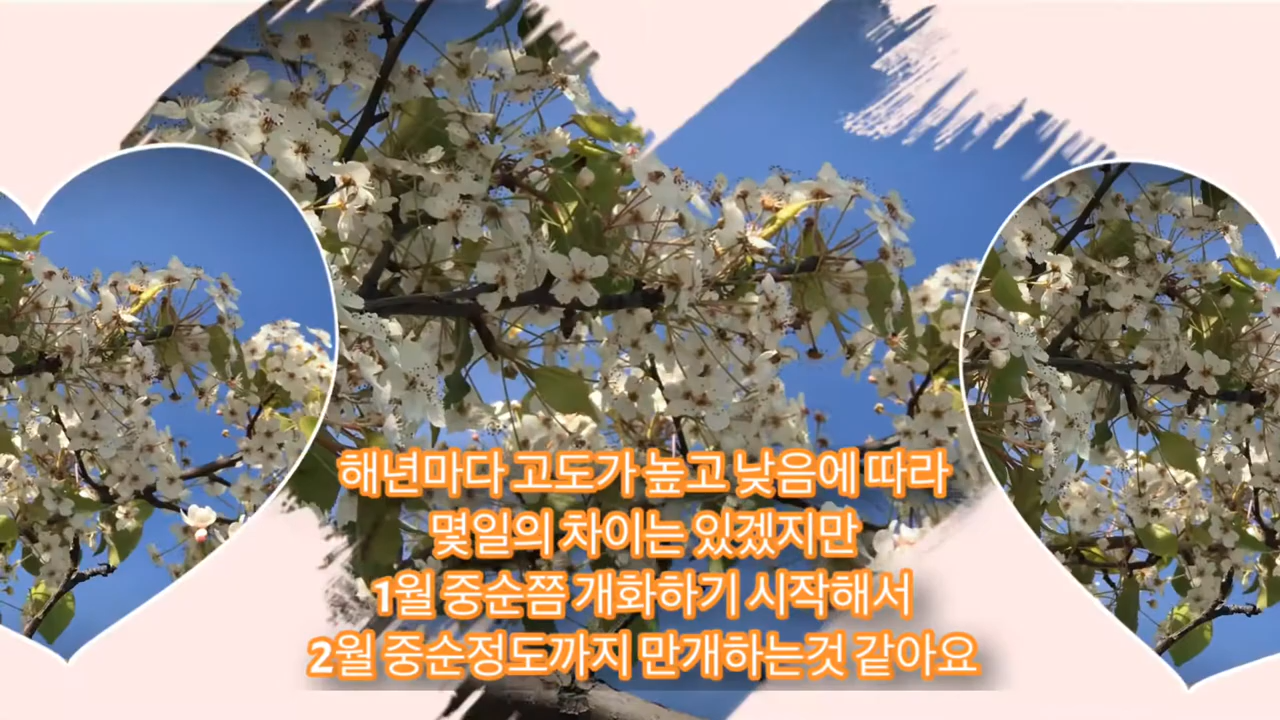 해년마다 고도가 높고 낮음에 따라
몇일의 차이는 있겠지만
1월 중순쯤 개화하기 시작해서
2월 중순정도까지 만개하는것 같아요